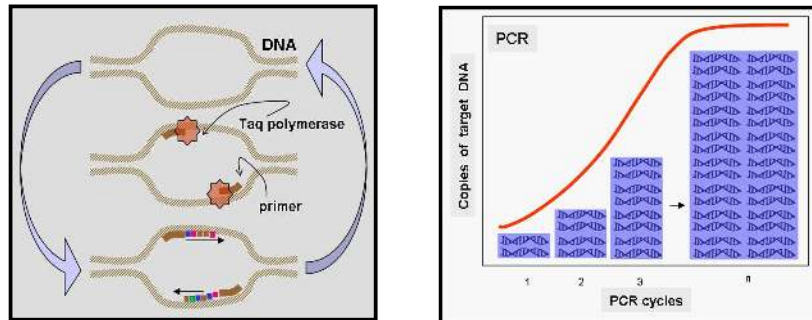 DNA
Taq polymerase
primer
PCR
Copies of target DNA
1 2 3 n
PCR cycles